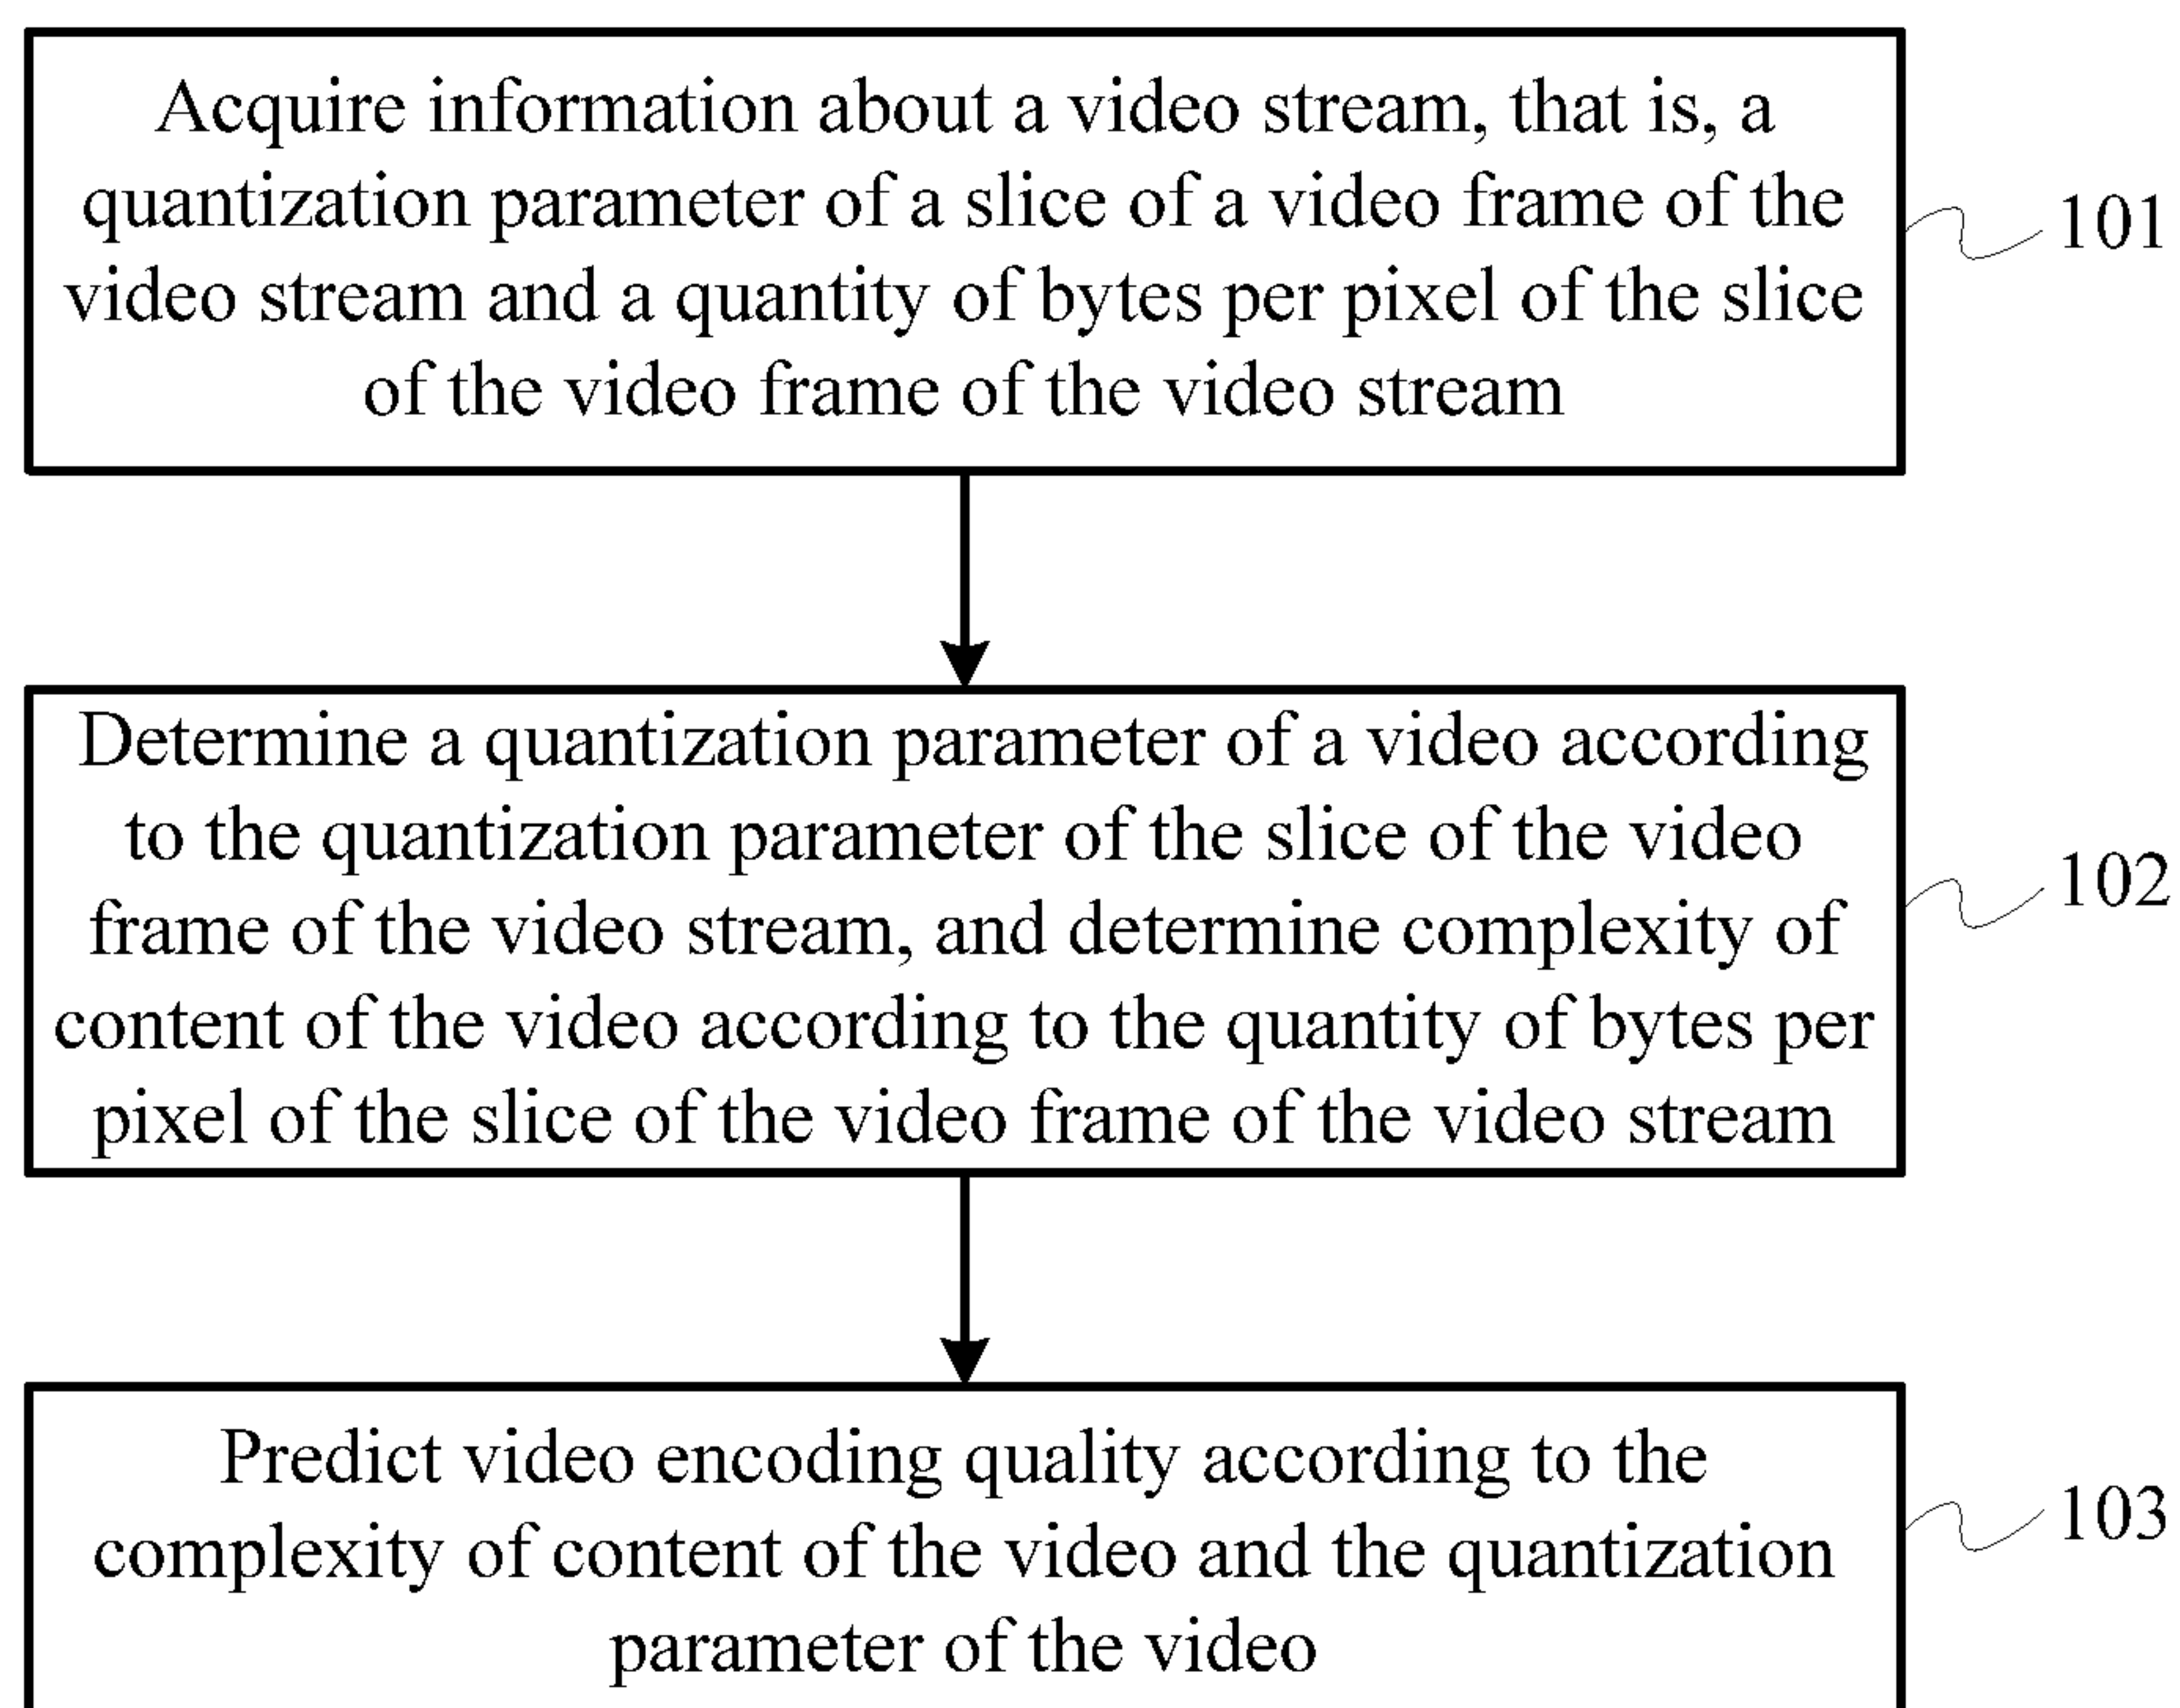 Acquire information about a video stream, that is, a
quantization parameter of a slice of a video frame of the
video stream and a quantity of bytes per pixel of the slice
of the video frame of the video stream
101
Determine a quantization parameter of a video according
to the quantization parameter of the slice of the video
frame of the video stream, and determine complexity of
content of the video according to the quantity of bytes per
pixel of the slice of the video frame of the video stream
102
Predict video encoding quality according to the
complexity of content of the video and the quantization
parameter of the video
103